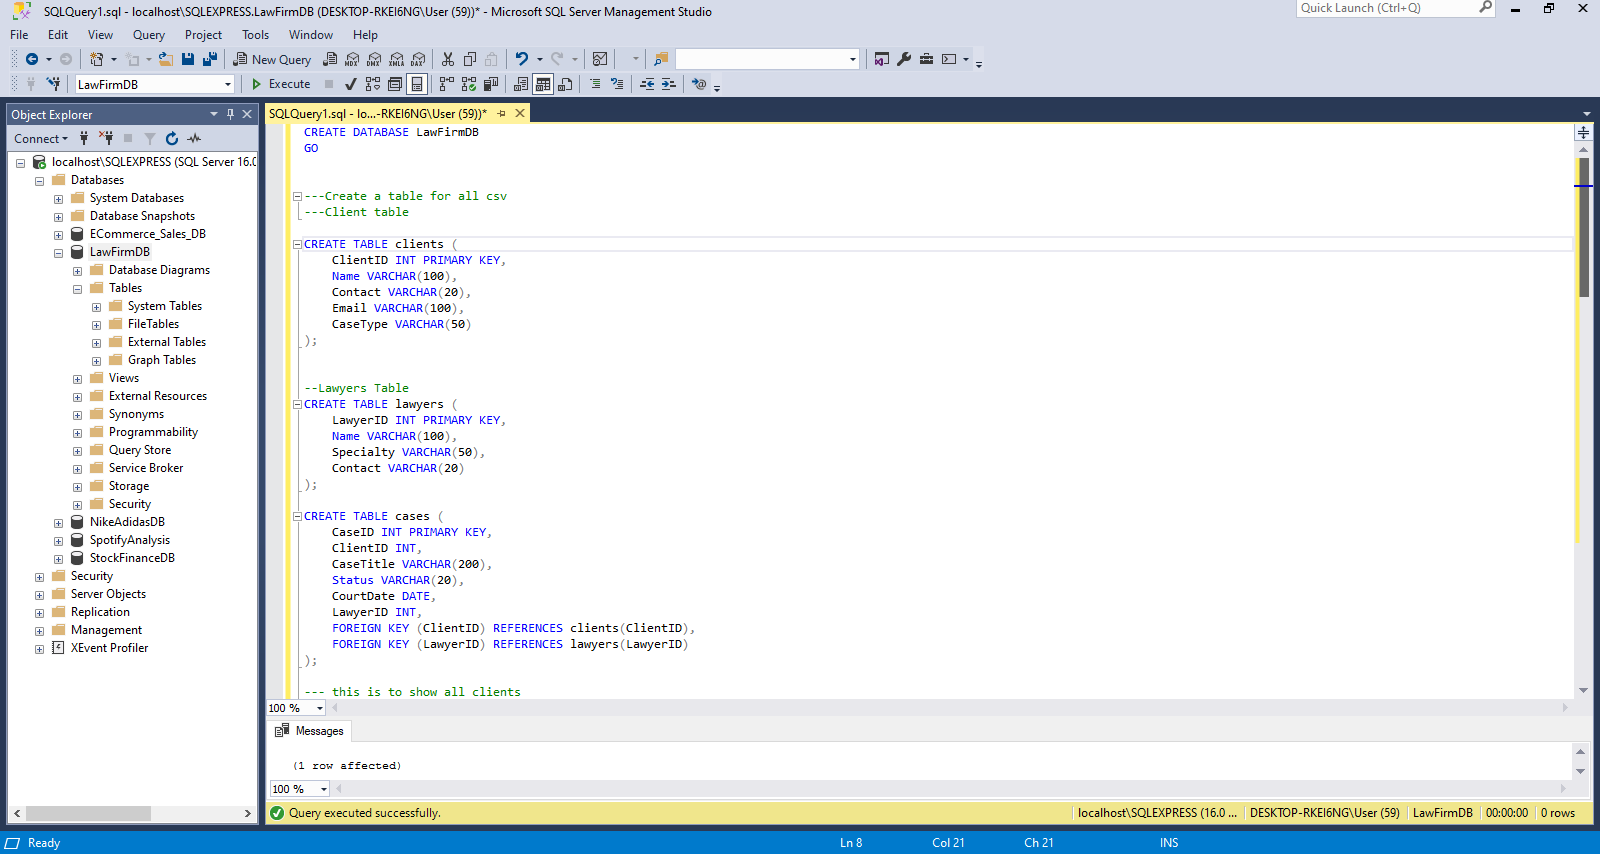 SQLQuery1.sql - localhost\SQLEXPRESS.LawFirmDB (DESKTOP-RKEI6NG\User (59))* - Microsoft SQL Server Management Studio
Quick Launch (Ctrl+Q)
File Edit View Query Project Tools Window Help
New Query
MDX DMX XMLA DAX
LawFirmDB
Execute
Object Explorer
Connect
localhost\SQLEXPRESS (SQL Server 16.0
Databases
System Databases
Database Snapshots
ECommerce_Sales_DB
LawFirmDB
Database Diagrams
Tables
System Tables
FileTables
External Tables
Graph Tables
Views
External Resources
Synonyms
Programmability
Query Store
Service Broker
Storage
Security
NikeAdidasDB
SpotifyAnalysis
StockFinanceDB
Security
Server Objects
Replication
Management
XEvent Profiler
SQLQuery1.sql - lo...-RKEI6NG\User (59))*
CREATE DATABASE LawFirmDB
GO
---Create a table for all csv
---Client table
CREATE TABLE clients (
ClientID INT PRIMARY KEY,
Name VARCHAR(100),
Contact VARCHAR(20),
Email VARCHAR(100),
CaseType VARCHAR(50)
);
--Lawyers Table
CREATE TABLE lawyers (
LawyerID INT PRIMARY KEY,
Name VARCHAR(100),
Specialty VARCHAR(50),
Contact VARCHAR(20)
);
CREATE TABLE cases (
CaseID INT PRIMARY KEY,
ClientID INT,
CaseTitle VARCHAR(200),
Status VARCHAR(20),
CourtDate DATE,
LawyerID INT,
FOREIGN KEY (ClientID) REFERENCES clients(ClientID),
FOREIGN KEY (LawyerID) REFERENCES lawyers(LawyerID)
);
--- this is to show all clients
100 %
Messages
(1 row affected)
100 %
Query executed successfully.
localhost\SQLEXPRESS (16.0 ... DESKTOP-RKEI6NG\User (59) LawFirmDB 00:00:00 0 rows
Ready Ln 8 Col 21 Ch 21 INS